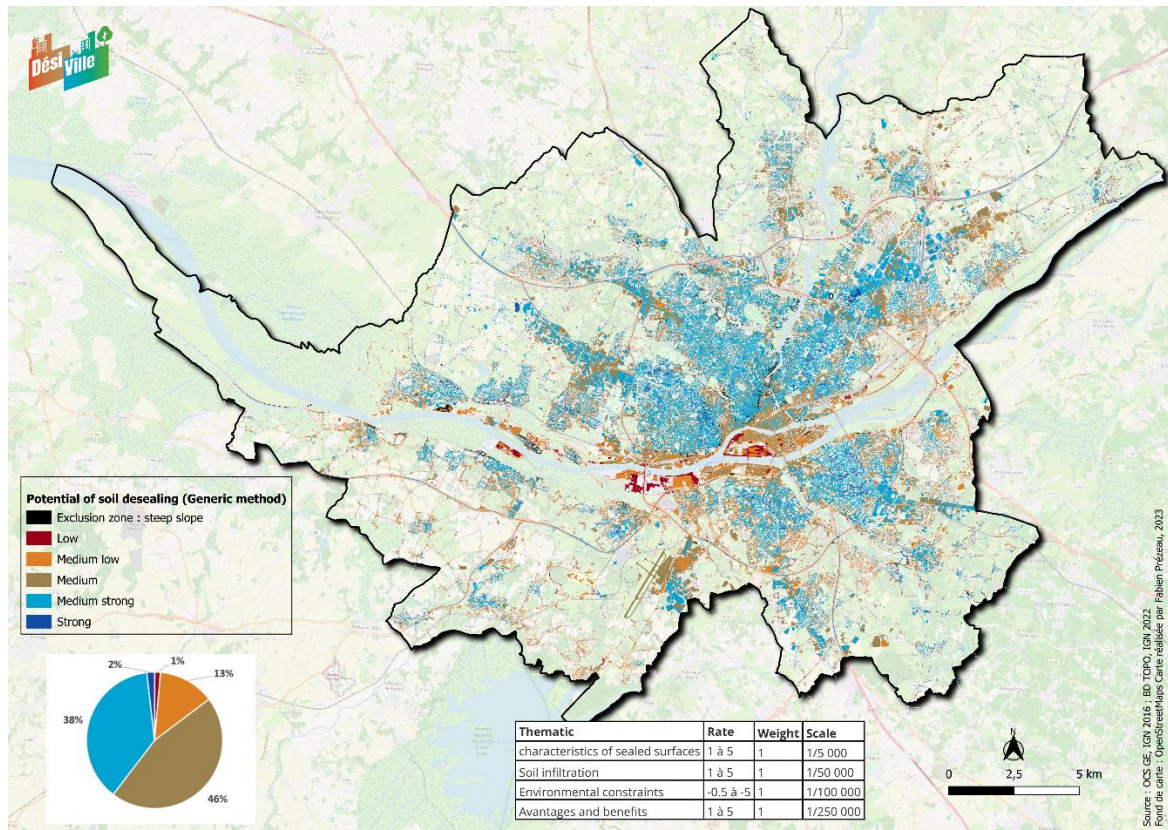 Dési Ville
Potential of soil desealing (Generic method)
Exclusion zone : steep slope
Low
Medium low
Medium
Medium strong
Strong
2%
1%
13%
38%
46%
Thematic Rate Weight Scale
characteristics of sealed surfaces 1 à 5 1 1/5 000
Soil infiltration 1 à 5 1 1/50 000
Environmental constraints -0.5 à -5 1 1/100 000
Avantages and benefits 1 à 5 1 1/250 000
0 2,5 5 km
Source : OCS GE, IGN 2016 ; BD TOPO, IGN 2022
Fond de carte : OpenStreetMaps Carte réalisée par Fabien Prézeau, 2023